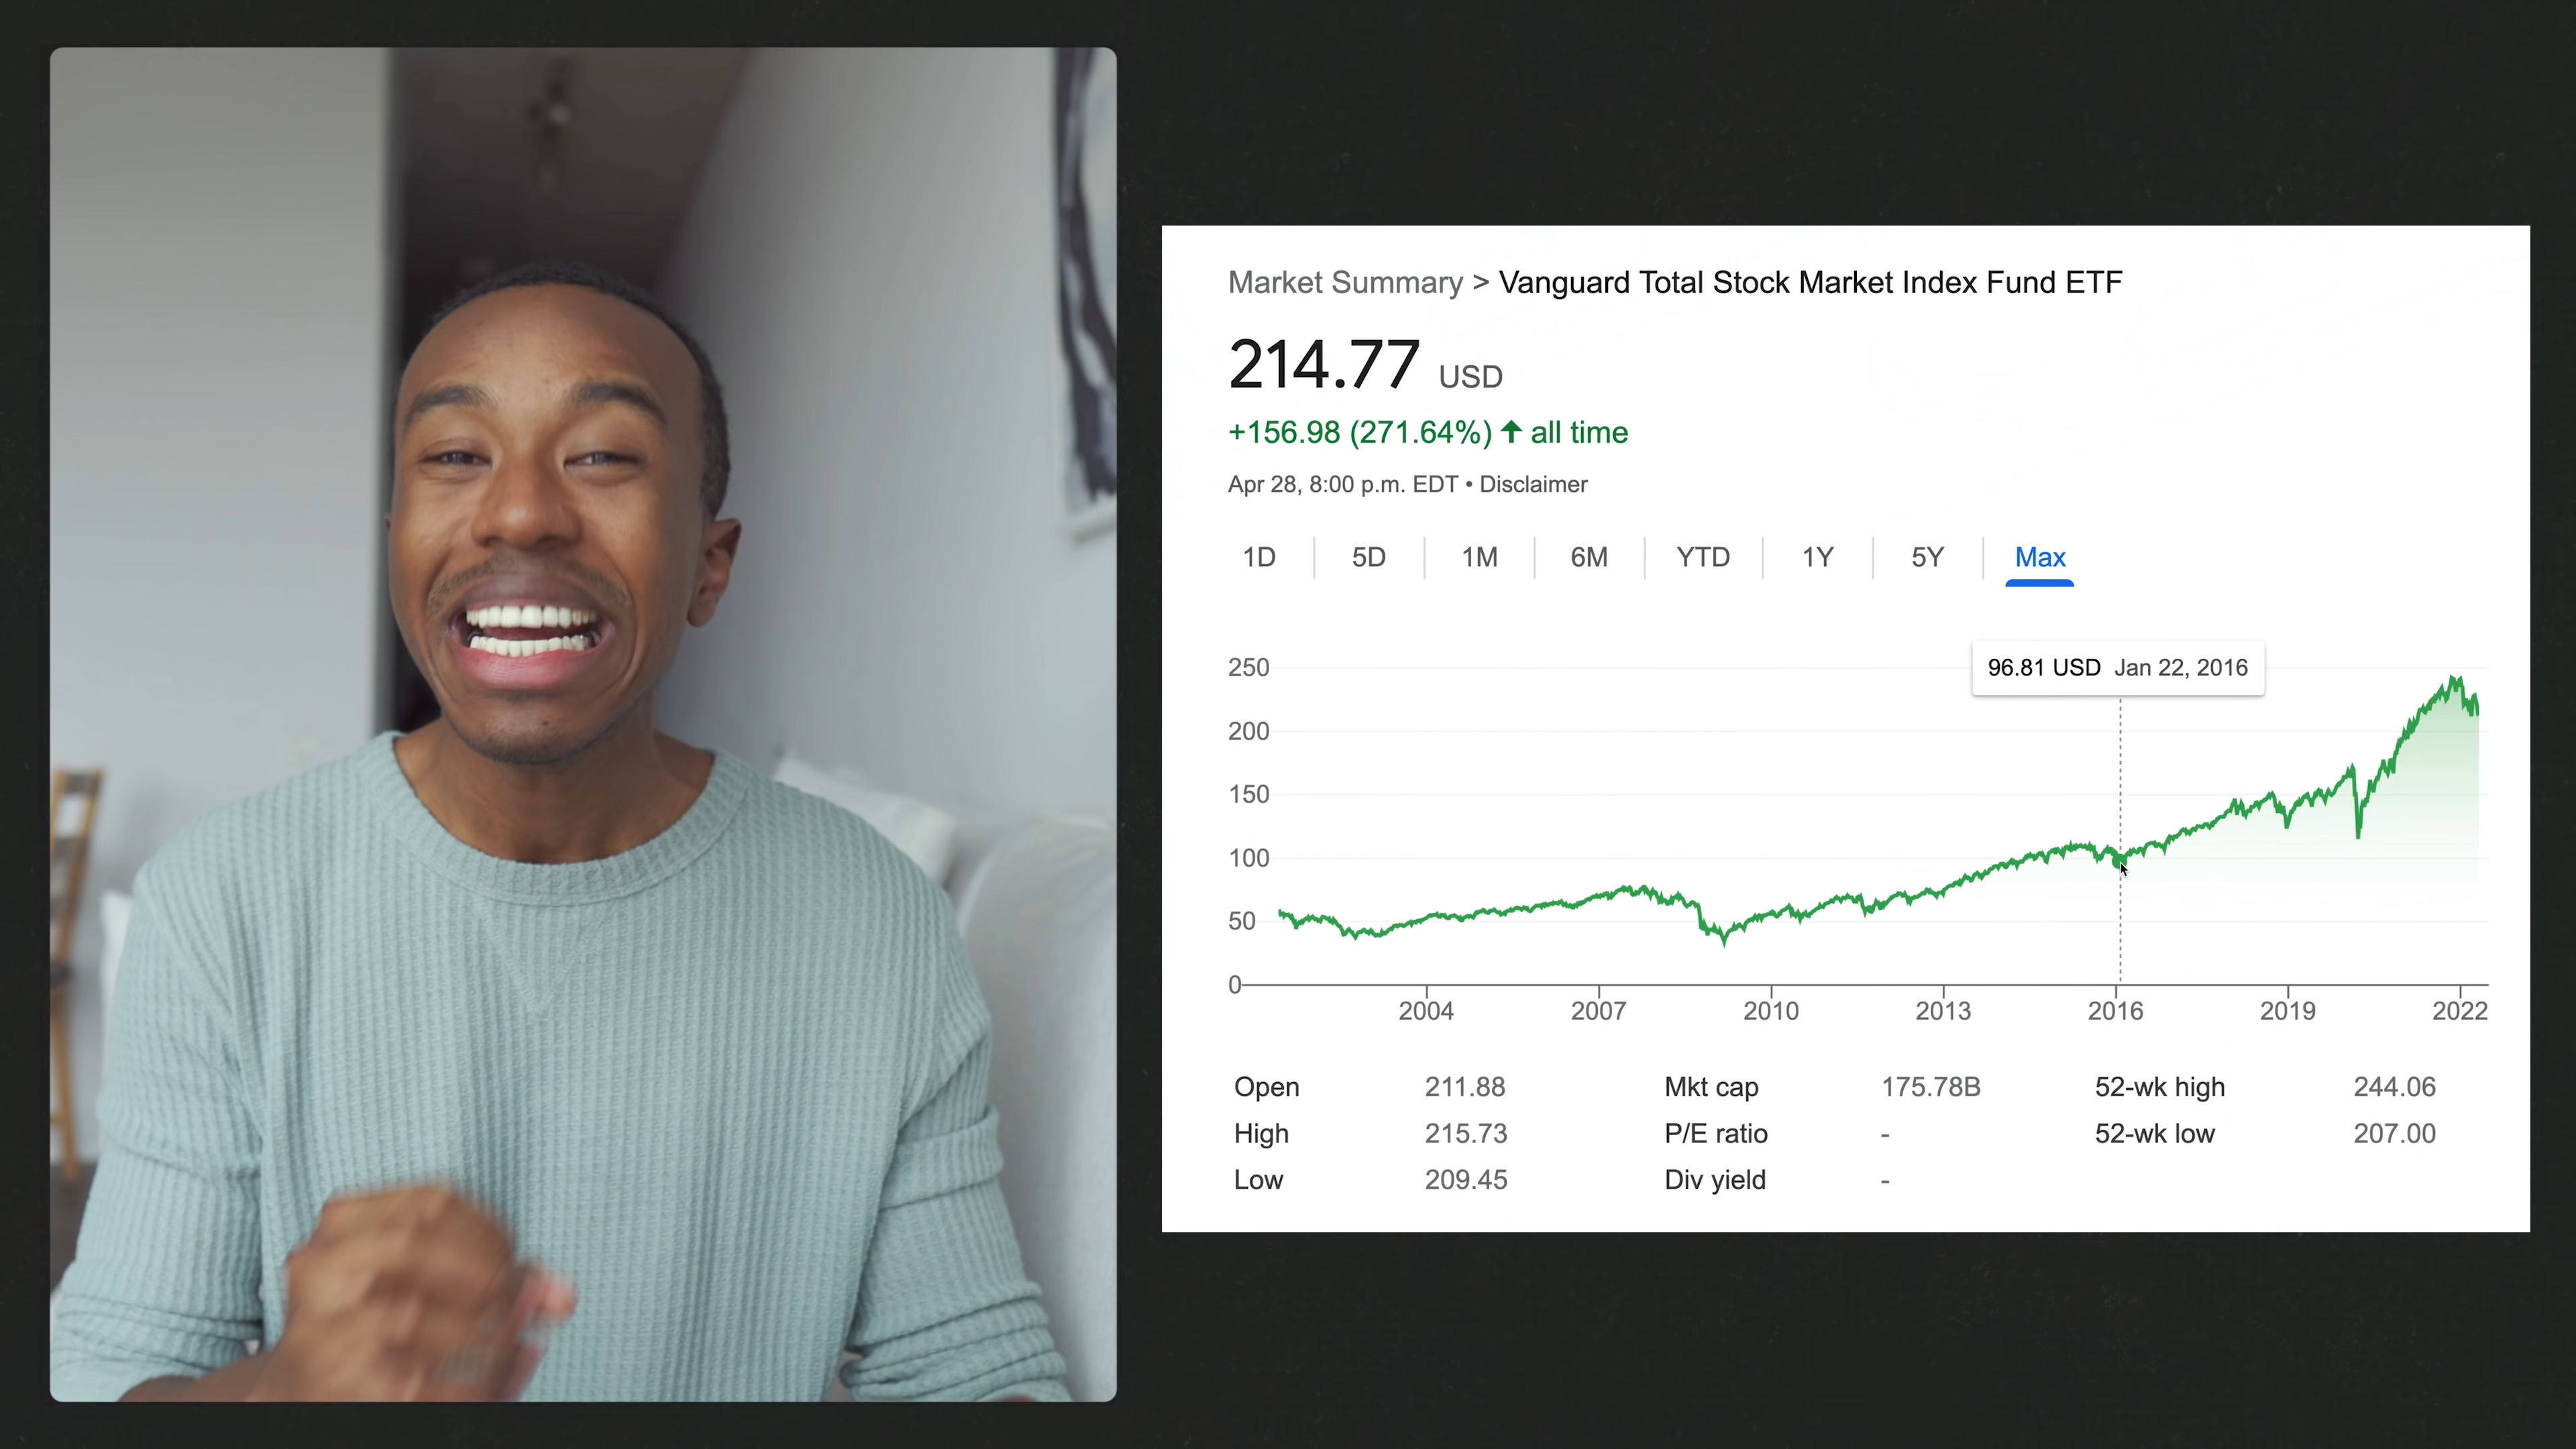 Market Summary > Vanguard Total Stock Market Index Fund ETF
214.77 USD
+156.98 (271.64%) ↑ all time
Apr 28, 8:00 p.m. EDT • Disclaimer
1D 5D 1M 6M YTD 1Y 5Y Max
96.81 USD Jan 22, 2016
250
200
150
100
50
0
2004 2007 2010 2013 2016 2019 2022
Open 211.88 Mkt cap 175.78B 52-wk high 244.06
High 215.73 P/E ratio - 52-wk low 207.00
Low 209.45 Div yield -